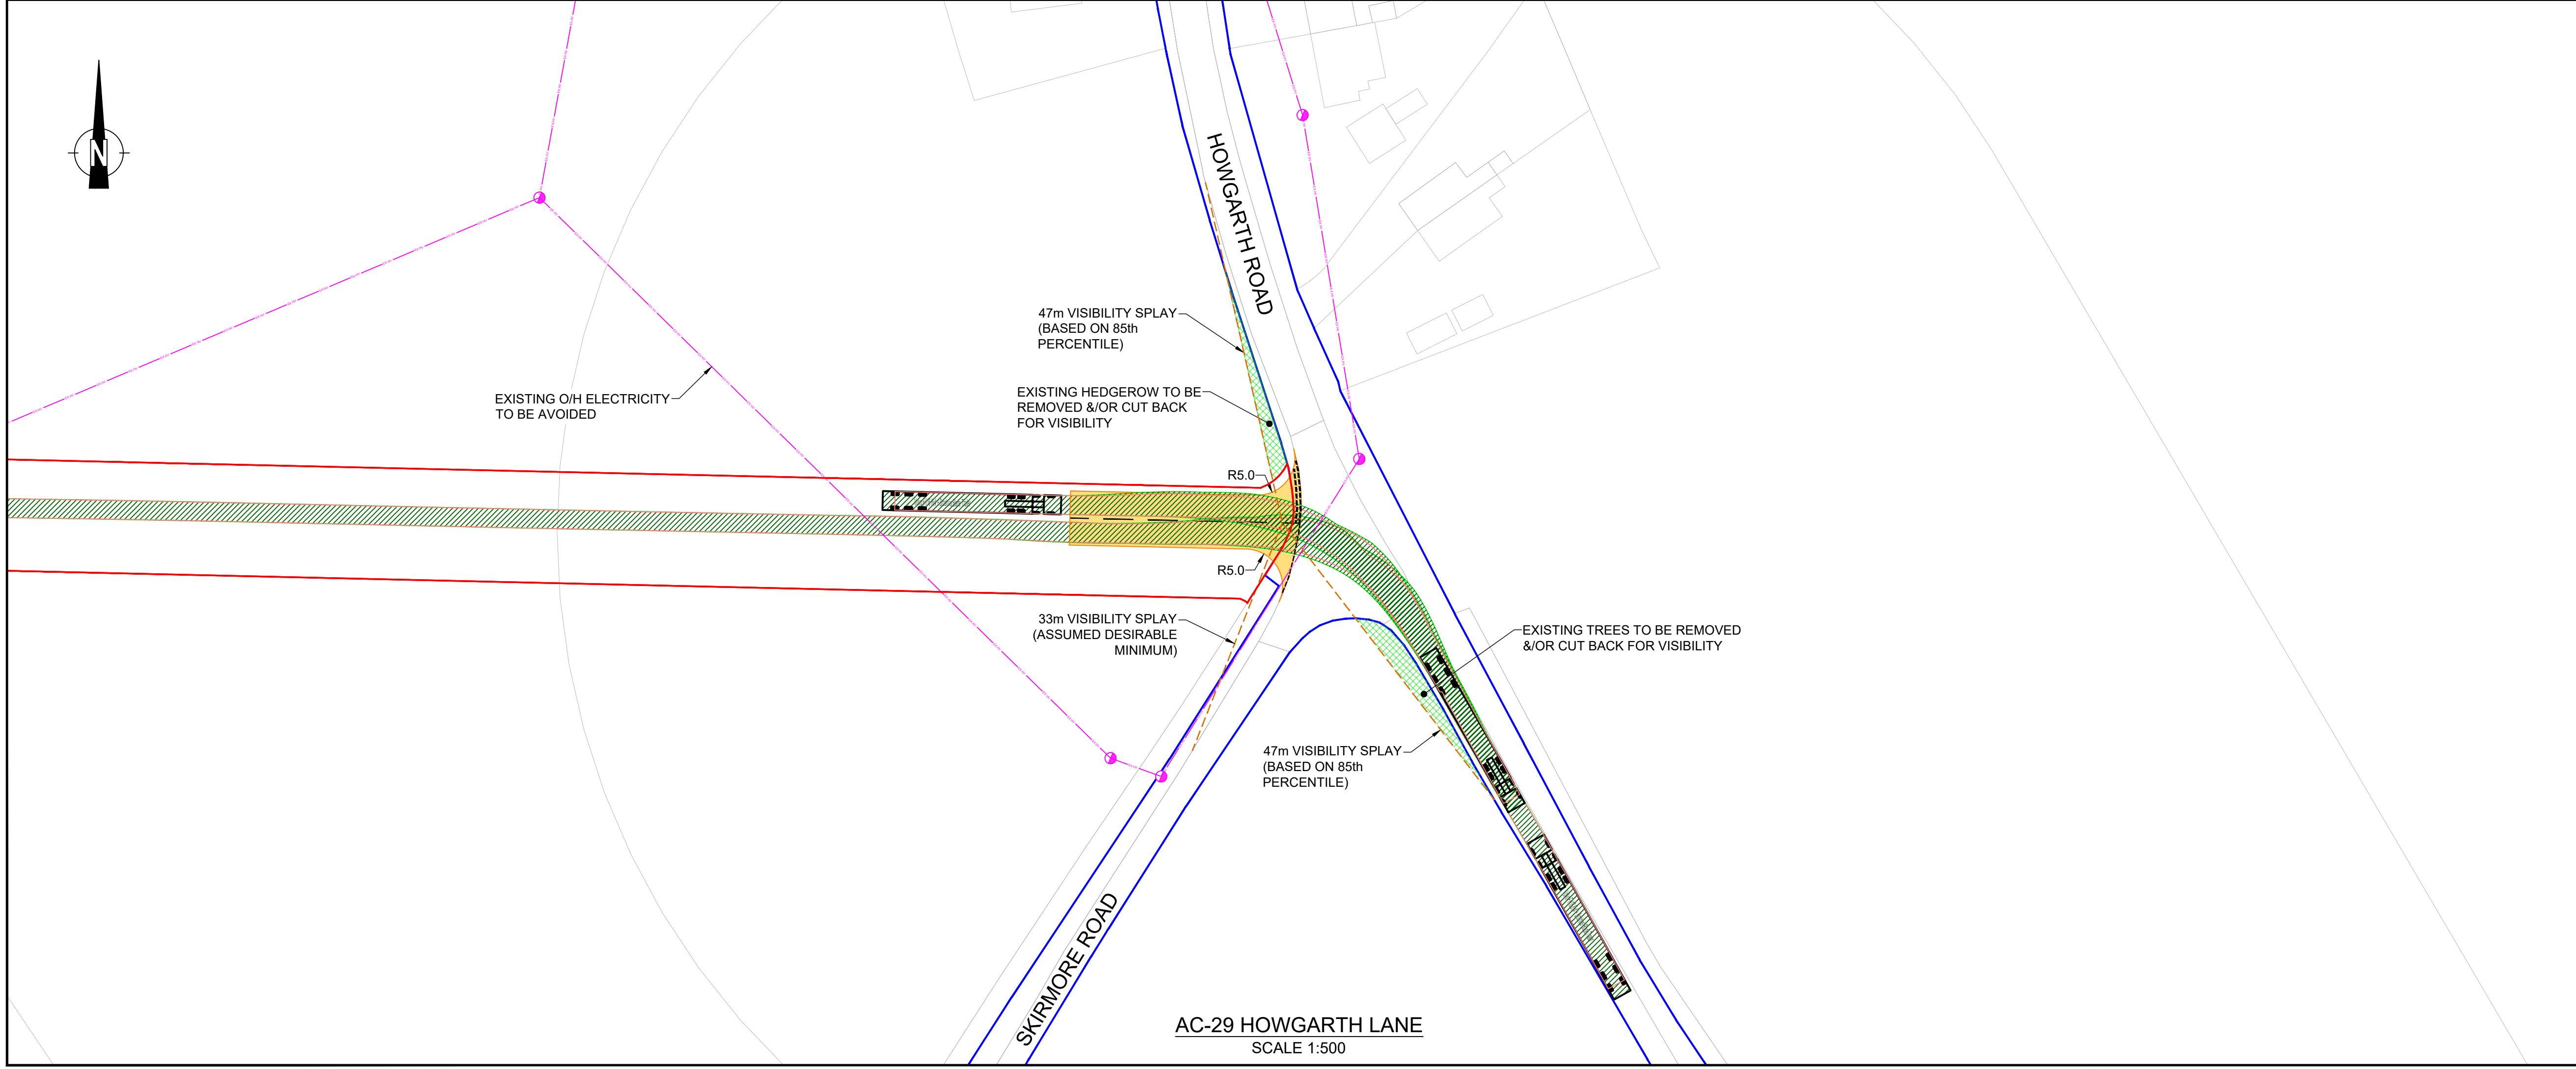 N
HOWGARTH ROAD
47m VISIBILITY SPLAY
(BASED ON 85th
PERCENTILE)
EXISTING HEDGEROW TO BE
REMOVED &/OR CUT BACK
FOR VISIBILITY
EXISTING O/H ELECTRICITY
TO BE AVOIDED
R5.0
R5.0
33m VISIBILITY SPLAY
(ASSUMED DESIRABLE
MINIMUM)
EXISTING TREES TO BE REMOVED
&/OR CUT BACK FOR VISIBILITY
47m VISIBILITY SPLAY
(BASED ON 85th
PERCENTILE)
SKIRMORE ROAD
AC-29 HOWGARTH LANE
SCALE 1:500